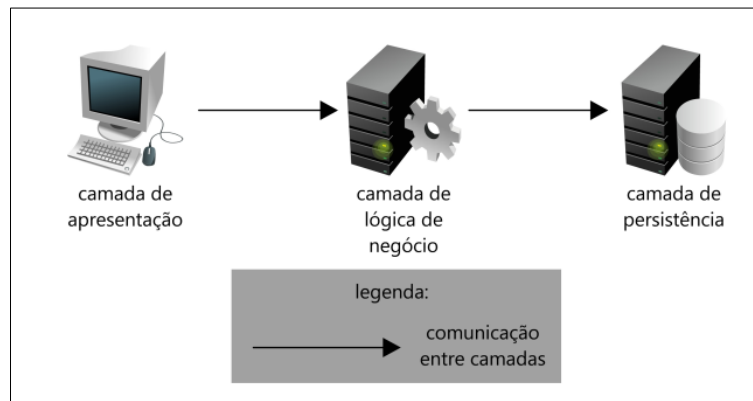 camada de
apresentação
camada de
lógica de
negócio
camada de
persistência
legenda:
comunicação
entre camadas